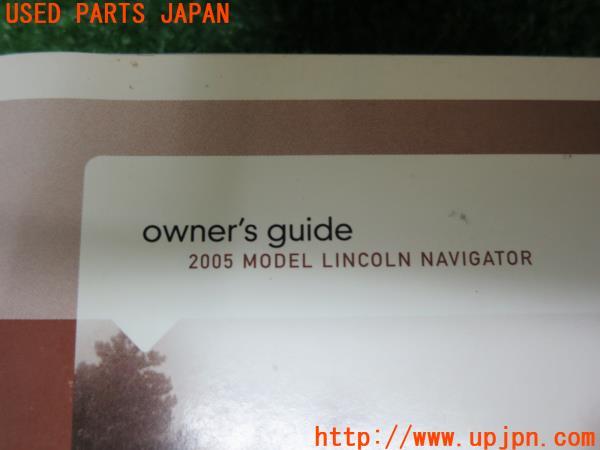 USED PARTS JAPAN
owner's guide
2005 MODEL LINCOLN NAVIGATOR
http://www.upjpn.com